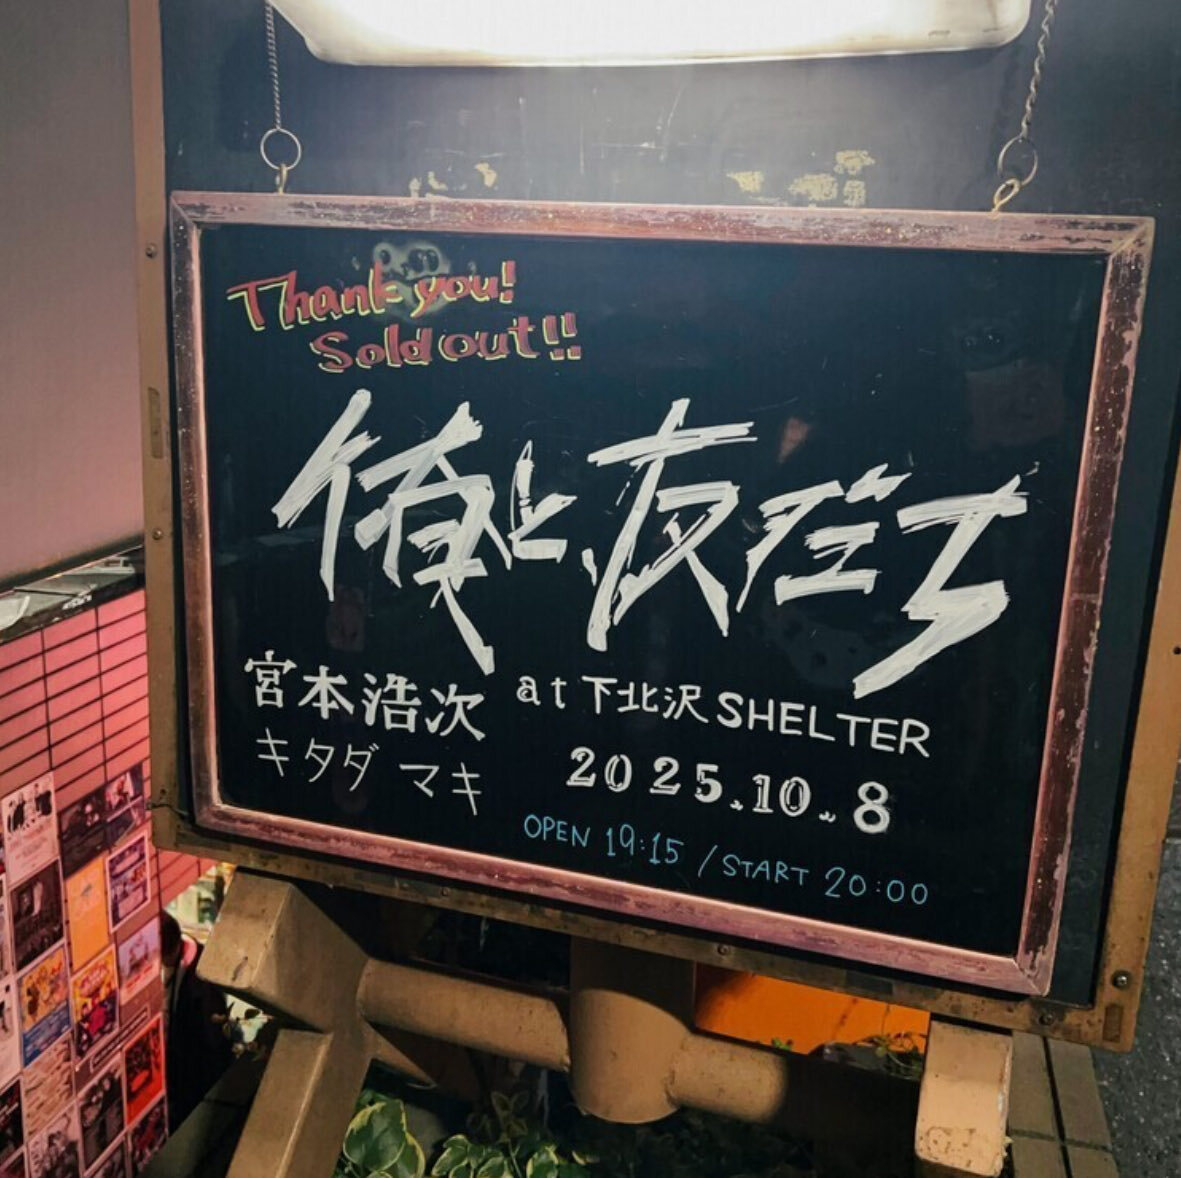 Thank you!
Sold out!!
俺と、友だち
宮本浩次
キタダ マキ
at 下北沢 SHELTER
2025.10.8
OPEN 19:15 / START 20:00